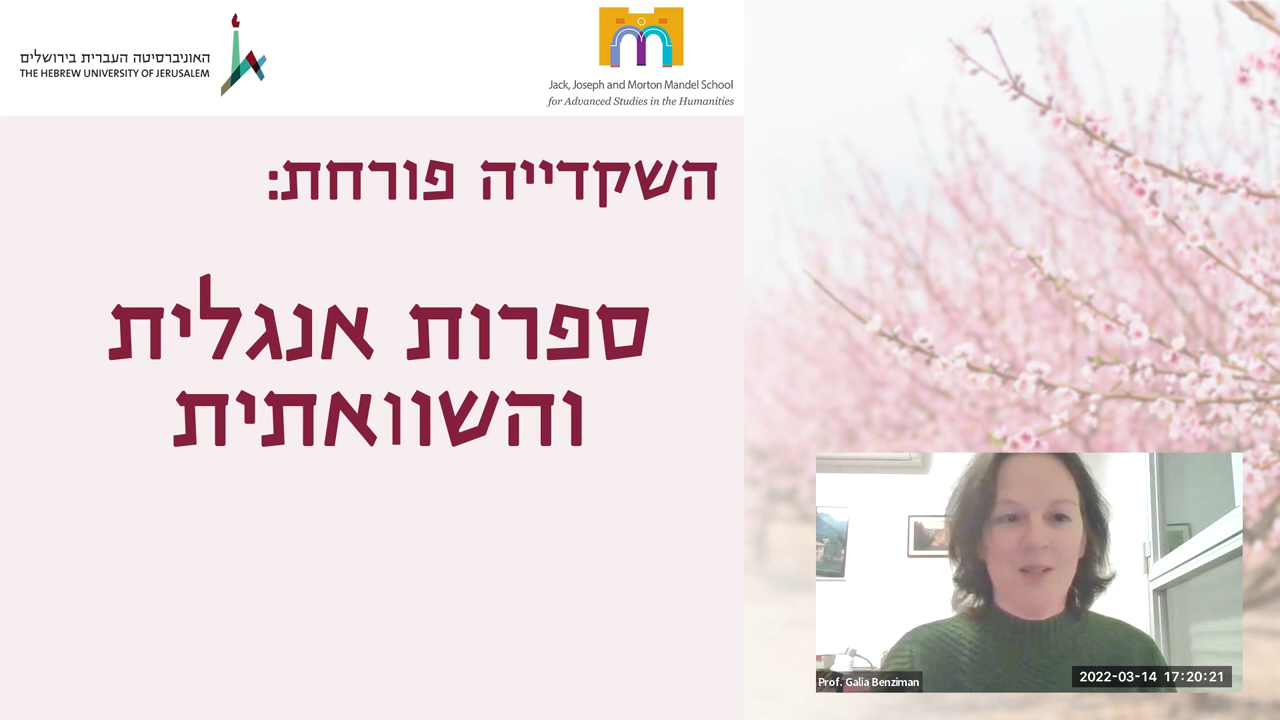 האוניברסיטה העברית בירושלים
THE HEBREW UNIVERSITY OF JERUSALEM
Jack, Joseph and Morton Mandel School
for Advanced Studies in the Humanities
השקדייה פורחת:
ספרות אנגלית
והשוואתית
Prof. Galia Benziman
2022-03-14 17:20:21